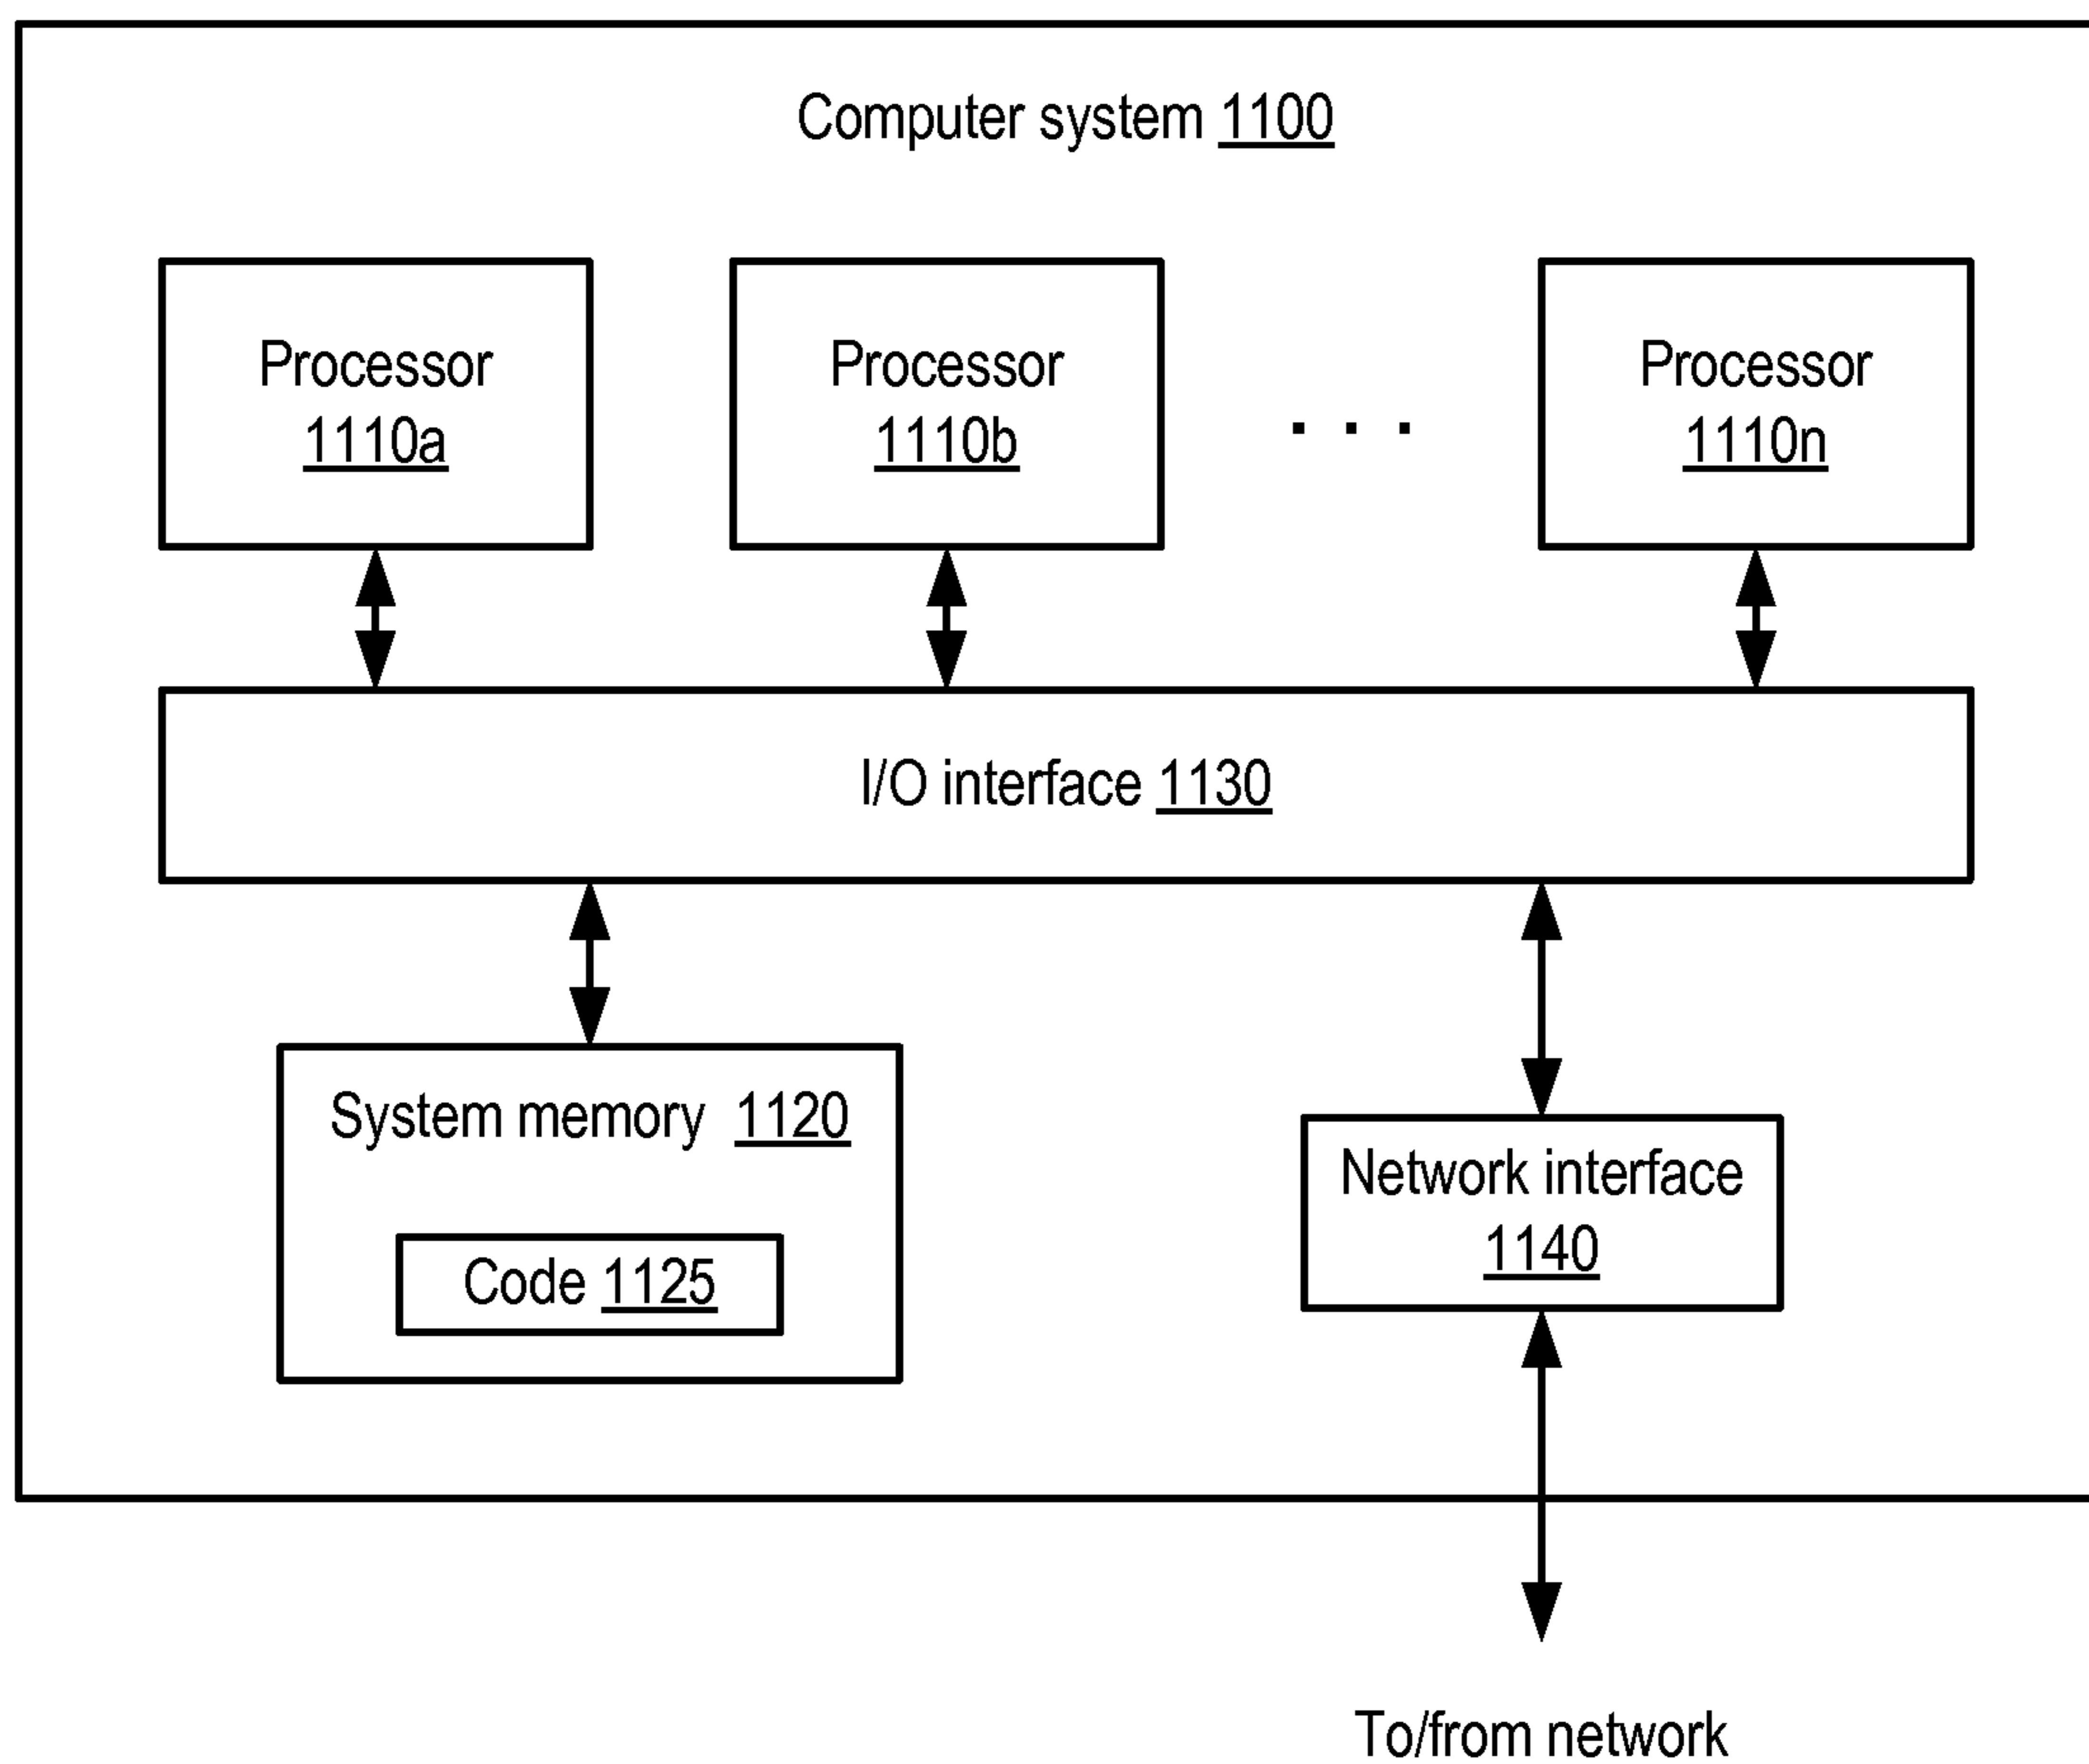 Computer system 1100
Processor
1110a
Processor
1110b
. . .
Processor
1110n
I/O interface 1130
System memory 1120
Code 1125
Network interface
1140
To/from network